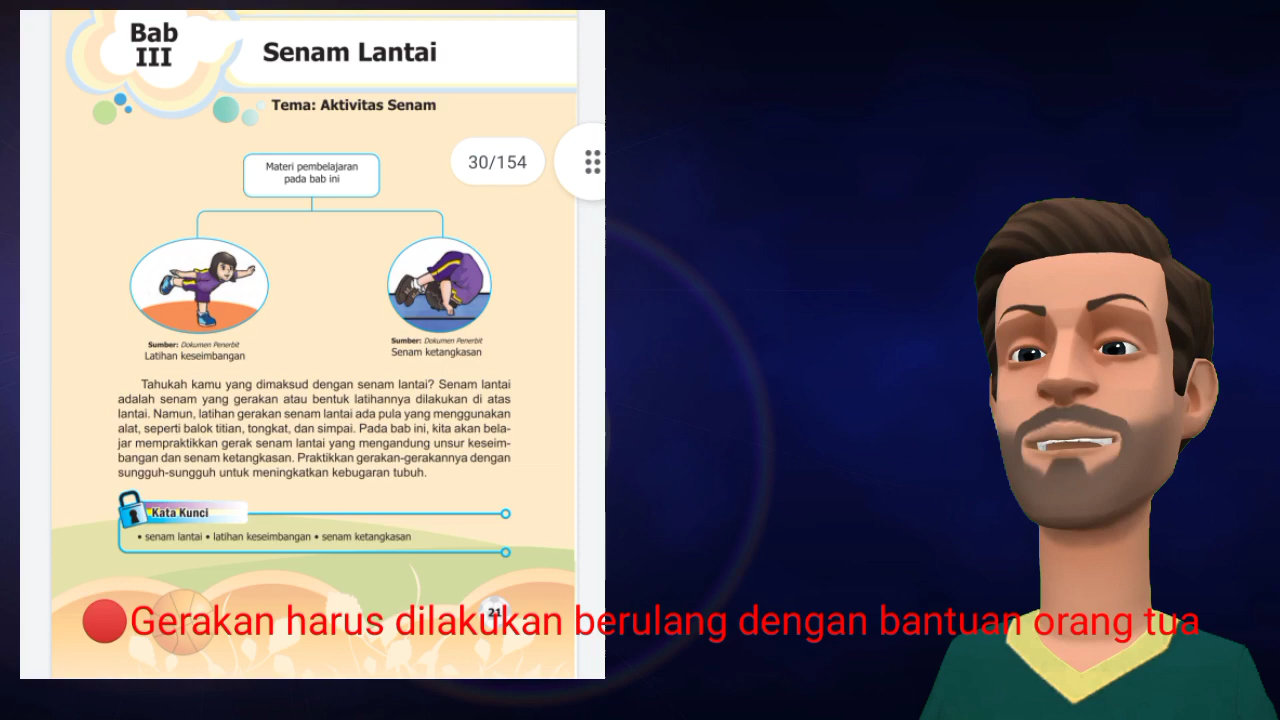 Bab
III
Senam Lantai
Tema: Aktivitas Senam
30/154
Materi pembelajaran
pada bab ini
Sumber: Dokumen Penerbit
Latihan keseimbangan
Sumber: Dokumen Penerbit
Senam ketangkasan
Tahukah kamu yang dimaksud dengan senam lantai? Senam lantai
adalah senam yang gerakan atau bentuk latihannya dilakukan di atas
lantai. Namun, latihan gerakan senam lantai ada pula yang menggunakan
alat, seperti balok titian, tongkat, dan simpai. Pada bab ini, kita akan bela-
jar mempraktikkan gerak senam lantai yang mengandung unsur keseim-
bangan dan senam ketangkasan. Praktikkan gerakan-gerakannya dengan
sungguh-sungguh untuk meningkatkan kebugaran tubuh.
Kata Kunci
• senam lantai • latihan keseimbangan • senam ketangkasan
21
Gerakan harus dilakukan berulang dengan bantuan orang tua